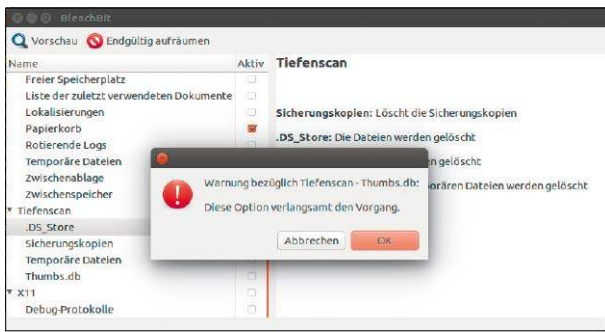 BleachBit
Vorschau Endgültig aufräumen
Name Aktiv
Freier Speicherplatz
Liste der zuletzt verwendeten Dokumente
Lokalisierungen
Papierkorb
Rotierende Logs
Temporäre Dateien
Zwischenablage
Zwischenspeicher
Tiefenscan
.DS_Store
Sicherungskopien
Temporäre Dateien
Thumbs.db
X11
Debug-Protokolle
Tiefenscan
Sicherungskopien: Löscht die Sicherungskopien
.DS_Store: Die Dateien werden gelöscht
gelöscht
Dateien werden gelöscht
Warnung bezüglich Tiefenscan - Thumbs.db:
Diese Option verlangsamt den Vorgang.
Abbrechen OK